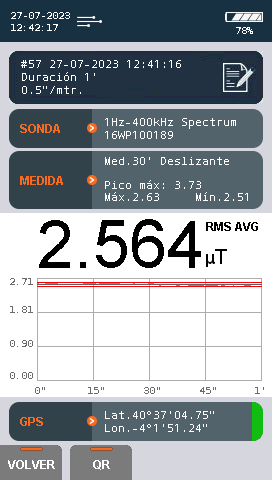 27-07-2023
12:42:17
78%
#57 27-07-2023 12:41:16
Duración 1'
0.5"/mtr.
SONDA
1Hz-400kHz Spectrum
16WP100189
MEDIDA
Med.30' Deslizante
Pico máx: 3.73
Máx.2.63 Mín.2.51
2.564 RMS AVG
µT
2.71
1.81
0.90
0.00
0" 15" 30" 45" 1'
GPS
Lat.40°37'04.75"
Lon.-4°1'51.24"
VOLVER QR